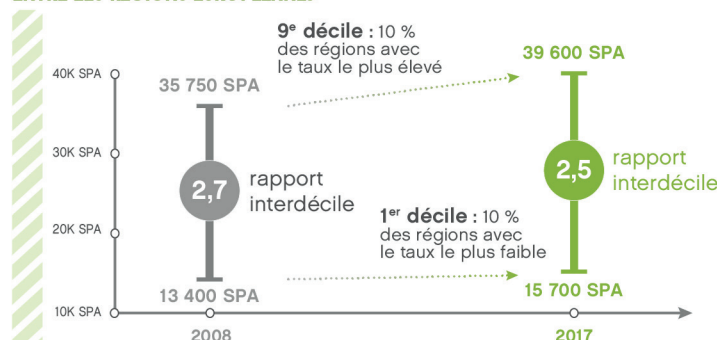 9e décile : 10 %
des régions avec
le taux le plus élevé
39 600 SPA
40K SPA
35 750 SPA
30K SPA
2,7
rapport
interdécile
2,5
rapport
interdécile
20K SPA
1er décile : 10 %
des régions avec
le taux le plus faible
13 400 SPA
15 700 SPA
10K SPA
2008
2017